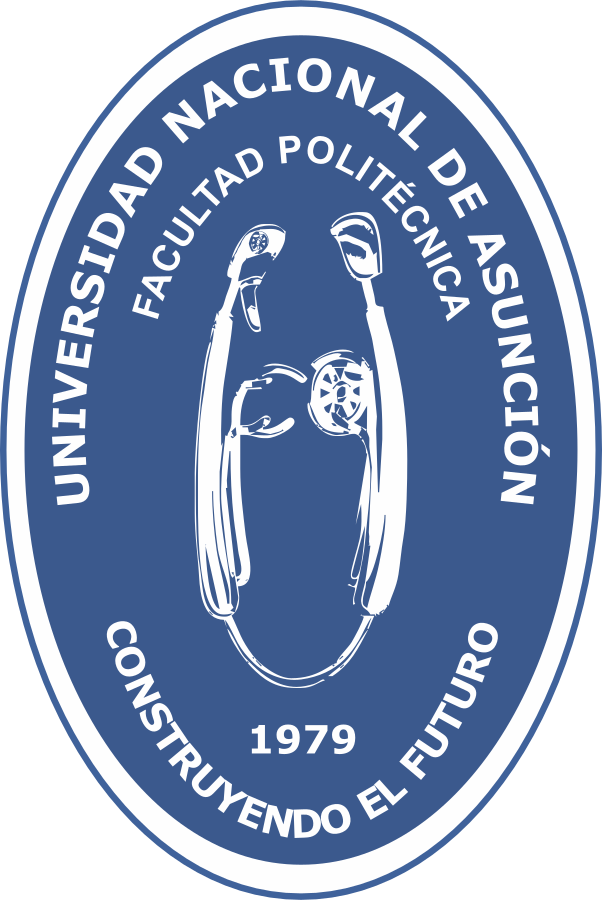 UNIVERSIDAD NACIONAL DE ASUNCIÓN
FACULTAD POLITÉCNICA
1979
CONSTRUYENDO EL FUTURO